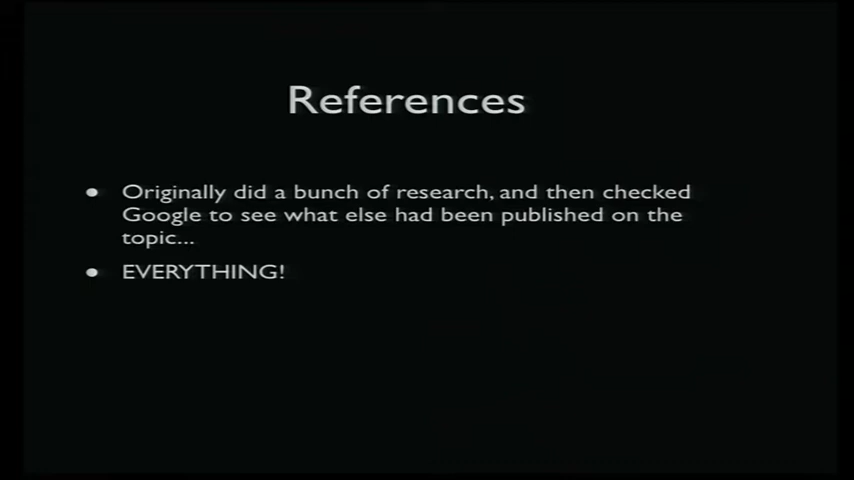 References
• Originally did a bunch of research, and then checked
Google to see what else had been published on the
topic...
• EVERYTHING!